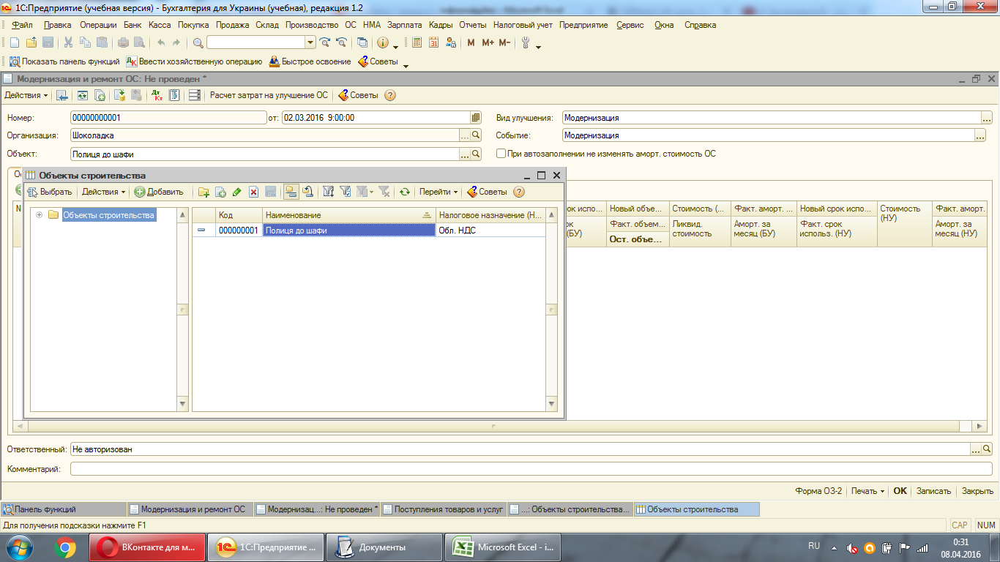 1С:Предприятие (учебная версия) - Бухгалтерия для Украины (учебная), редакция 1.2
Файл Правка Операции Банк Касса Покупка Продажа Склад Производство ОС НМА Зарплата Кадры Отчеты Налоговый учет Предприятие Сервис Окна Справка
M M+ M−
Показать панель функций Ввести хозяйственную операцию Быстрое освоение Советы
Модернизация и ремонт ОС: Не проведен *
Действия Расчет затрат на улучшение ОС Советы
Номер: 00000000001 от: 02.03.2016 9:00:00 Вид улучшения: Модернизация
Организация: Шоколадка Событие: Модернизация
Объект: Полиця до шафи При автозаполнении не изменять аморт. стоимость ОС
Объекты строительства
Выбрать Действия Добавить Перейти Советы
Объекты строительства
Код Наименование Налоговое назначение (Н...
000000001 Полиця до шафи Обл. НДС
ок испо... Новый объе... Стоимость (... Факт. аморт. ... Новый срок испо... Стоимость (НУ) Факт. аморт.
(БУ) Факт. объем... Ликвид. стоимость Аморт. за месяц (БУ) Факт. срок использ. (НУ) Аморт. за месяц (НУ)
Ост. объе...
Ответственный: Не авторизован
Комментарий:
Форма ОЗ-2 Печать OK Записать Закрыть
Панель функций Модернизация и ремонт ОС Модернизац...: Не проведен * Поступления товаров и услуг ...: Объекты строительства... Объекты строительства
Для получения подсказки нажмите F1 CAP NUM
ВКонтакте для м... 1С:Предприятие ... Документы Microsoft Excel - i... RU 0:31
08.04.2016